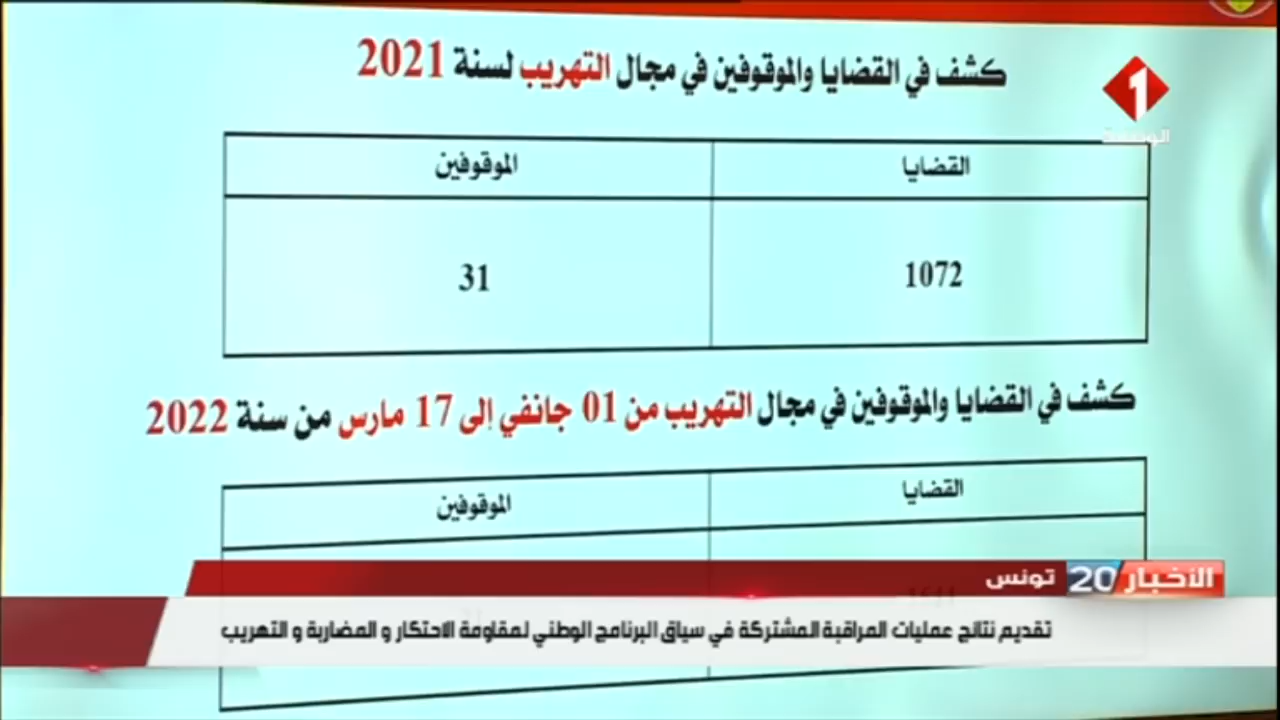 كشف في القضايا والموقوفين في مجال التهريب لسنة 2021
1
الوطنية
القضايا
الموقوفين
1072
31
كشف في القضايا والموقوفين في مجال التهريب من 01 جانفي إلى 17 مارس من سنة 2022
القضايا
الموقوفين
الأخبار 20 تونس
تقديم نتائج عمليات المراقبة المشتركة في سياق البرنامج الوطني لمقاومة الاحتكار و المضاربة و التهريب